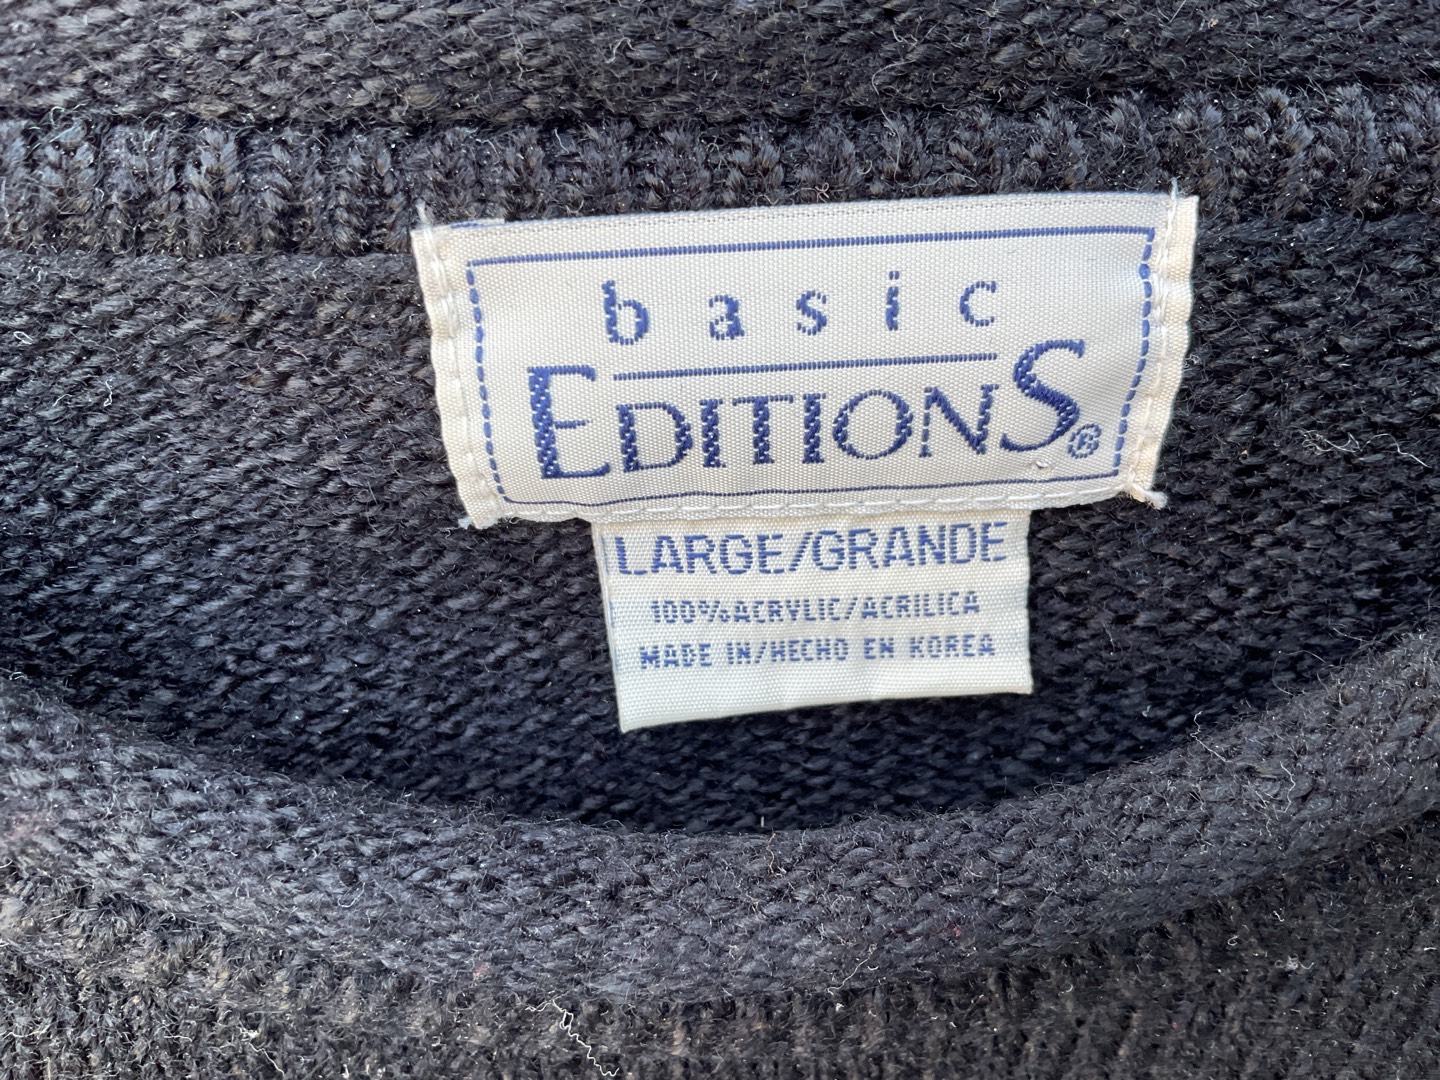 basic
EDITIONS®
LARGE/GRANDE
100% ACRYLIC/ACRILICA
MADE IN/HECHO EN KOREA